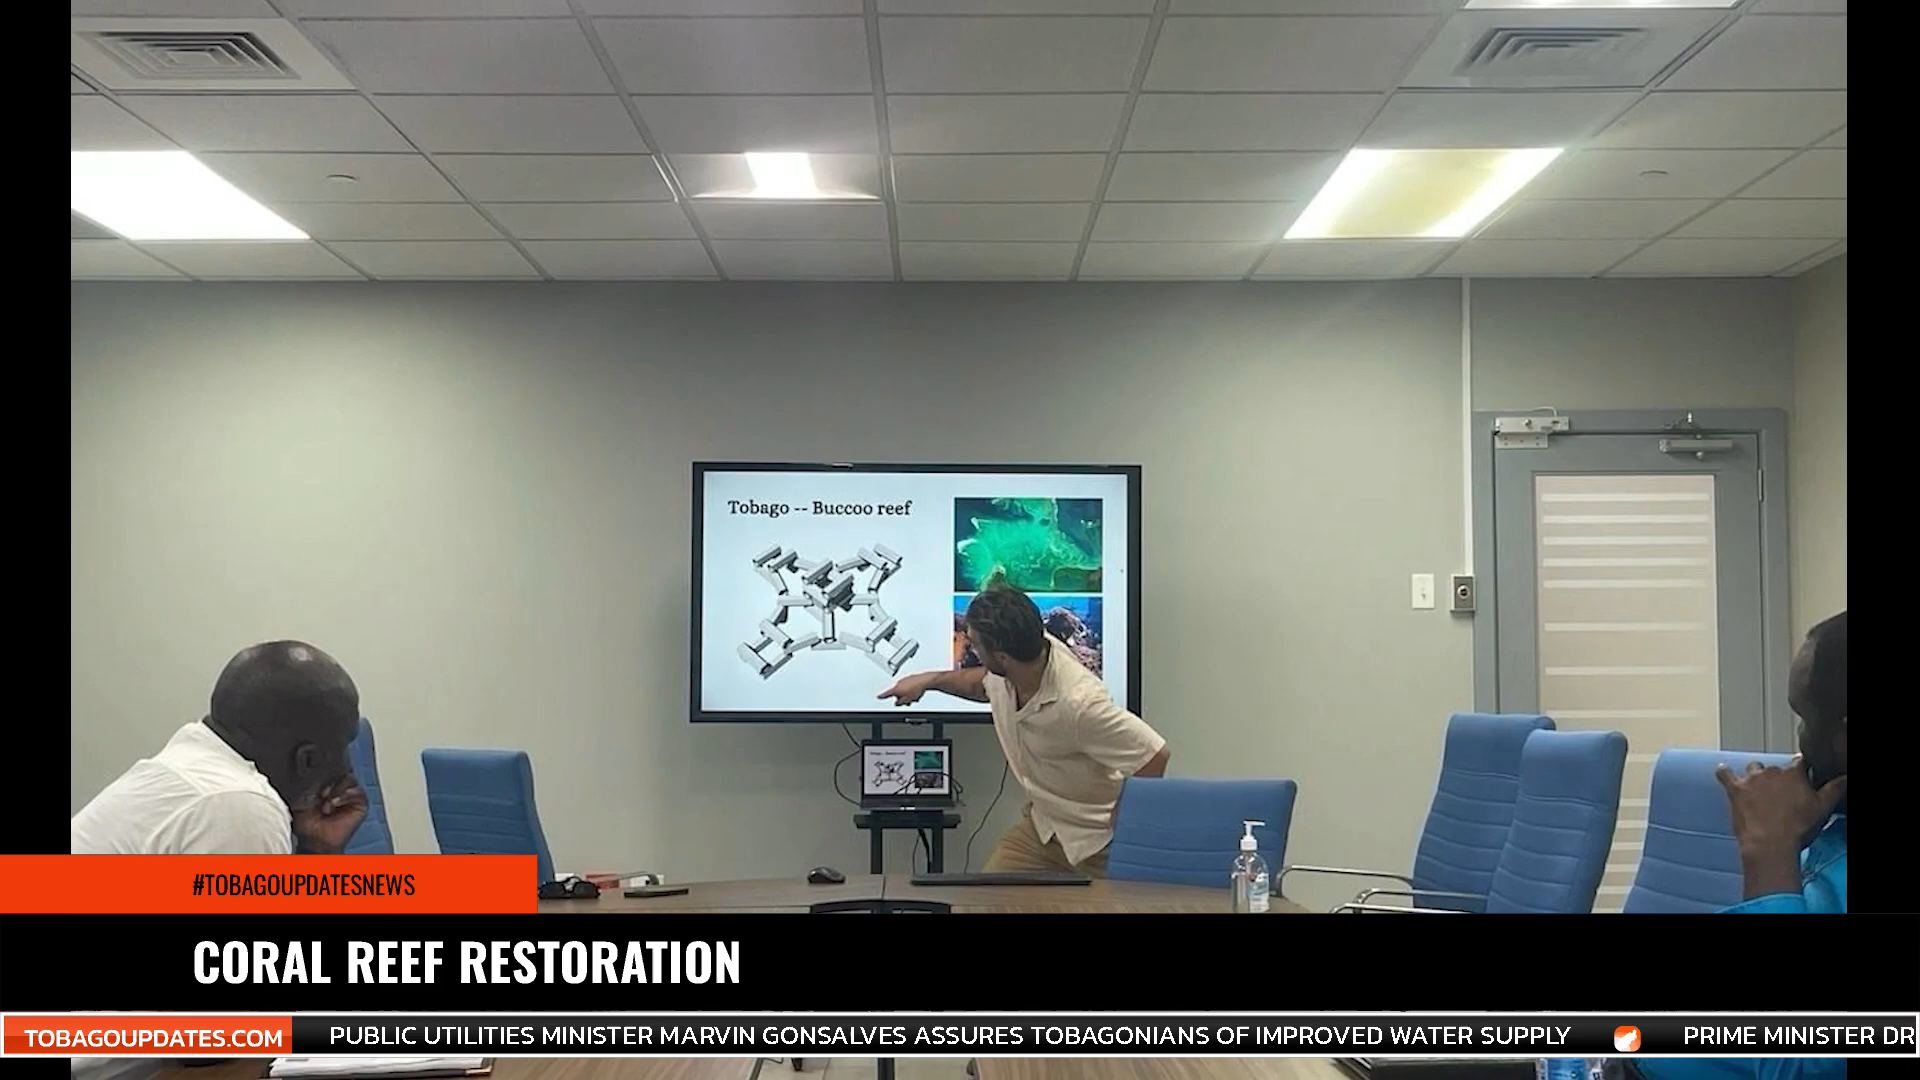 Tobago -- Buccoo reef
#TOBAGOUPDATESNEWS
CORAL REEF RESTORATION
TOBAGOUPDATES.COM
PUBLIC UTILITIES MINISTER MARVIN GONSALVES ASSURES TOBAGONIANS OF IMPROVED WATER SUPPLY
PRIME MINISTER DR